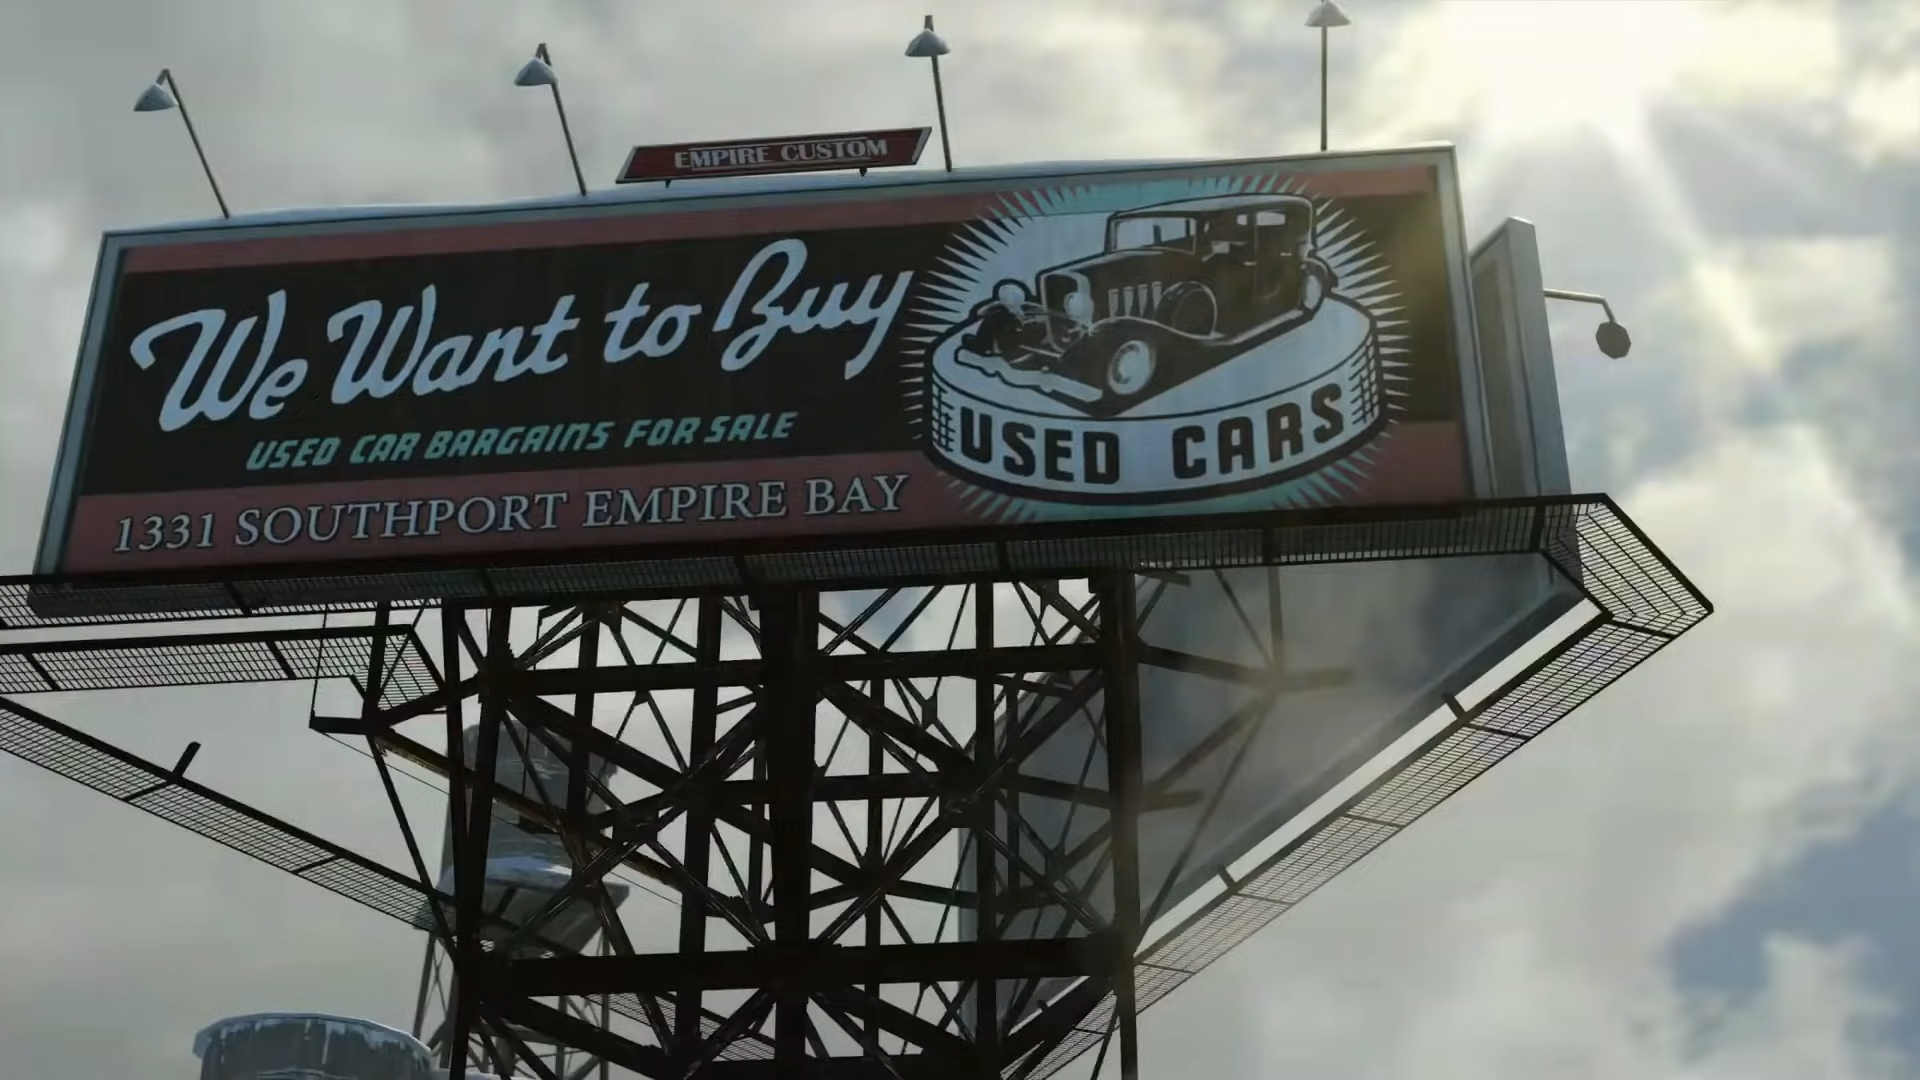 EMPIRE CUSTOM
We Want to Buy
USED CAR BARGAINS FOR SALE
1331 SOUTHPORT EMPIRE BAY
USED CARS